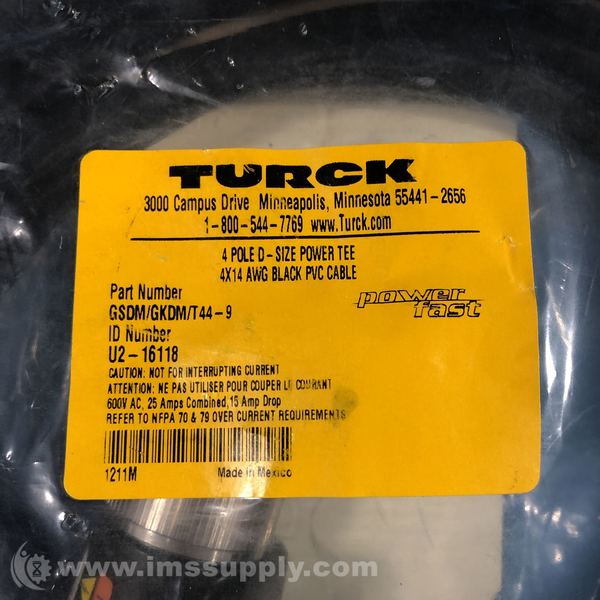 TURCK
3000 Campus Drive Minneapolis, Minnesota 55441-2656
1-800-544-7769 www.Turck.com
4 POLE D-SIZE POWER TEE
4X14 AWG BLACK PVC CABLE
Part Number
GSDM/GKDM/T44-9
power fast
ID Number
U2-16118
CAUTION: NOT FOR INTERRUPTING CURRENT
ATTENTION: NE PAS UTILISER POUR COUPER LE COURANT
600V AC, 25 Amps Combined, 15 Amp Drop
REFER TO NFPA 70 & 79 OVER CURRENT REQUIREMENTS
1211M Made in Mexico
www.imssupply.com